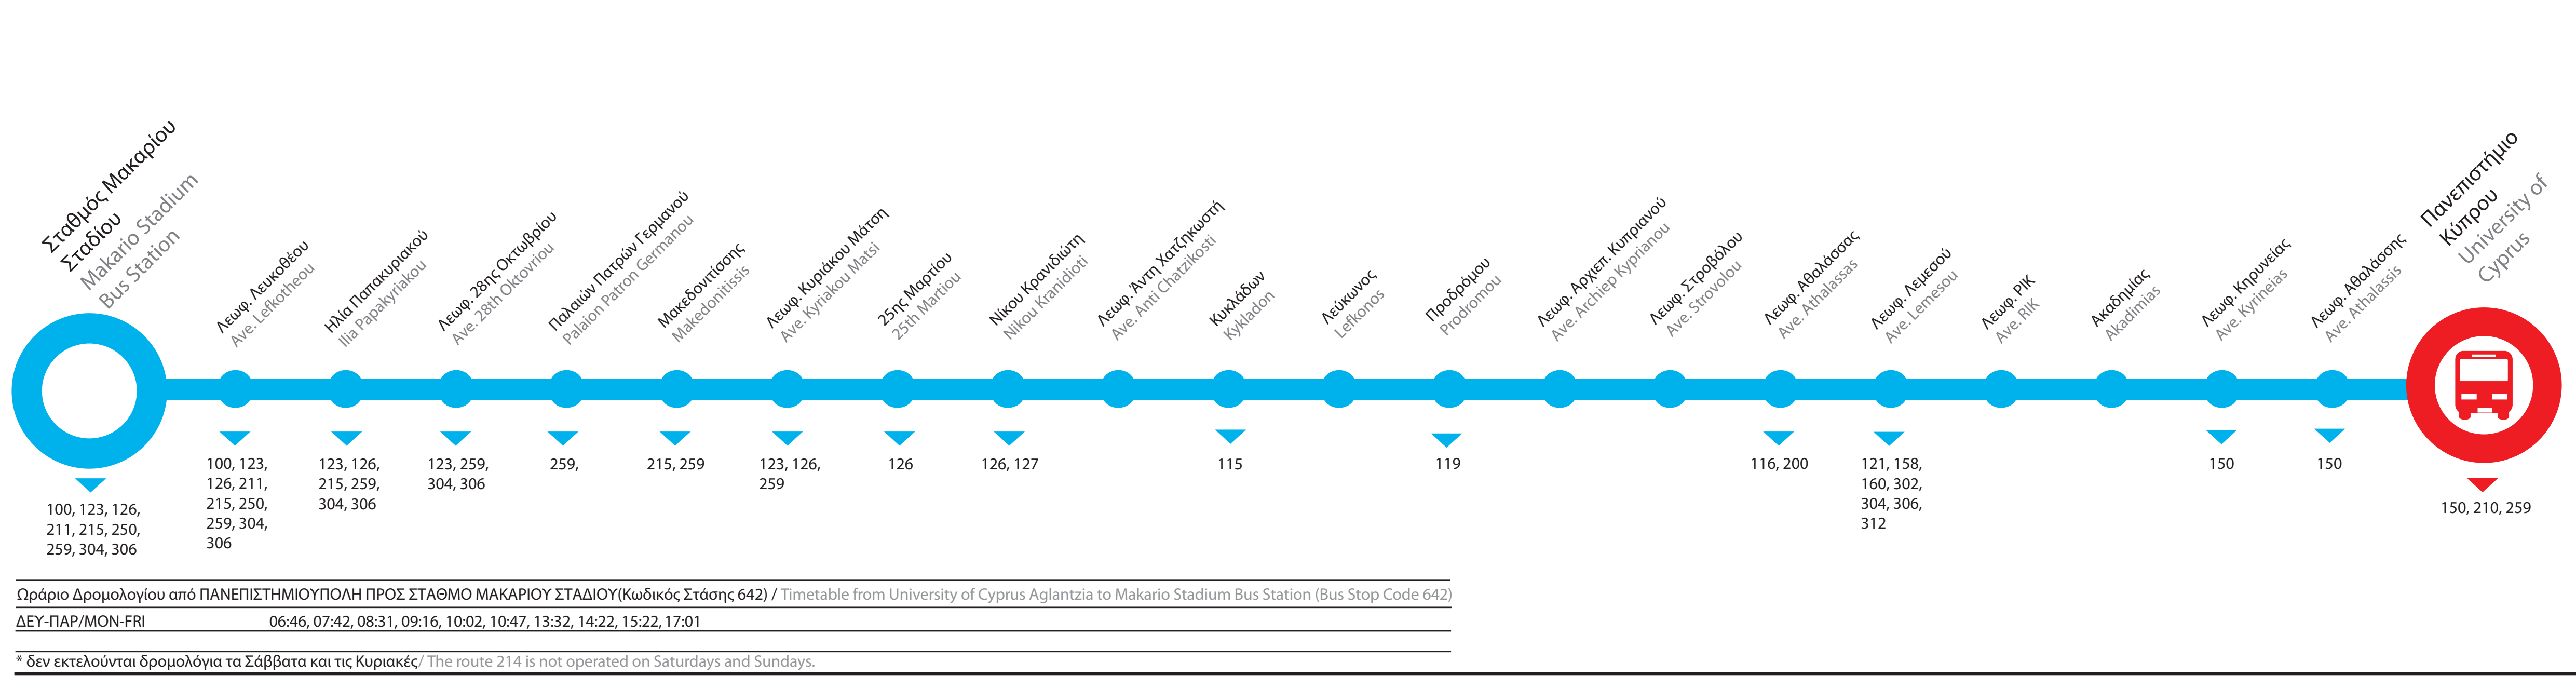 Σταθμός Μακαρίου
Σταδίου
Makario Stadium
Bus Station
Λεωφ. Λευκοθέου
Ave. Lefkotheou
Ηλία Παπακυριακού
Ilia Papakyriakou
Λεωφ. 28ης Οκτωβρίου
Ave. 28th Oktovriou
Παλαιών Πατρών Γερμανού
Palaion Patron Germanou
Μακεδονιτίσσης
Makedonitissis
Λεωφ. Κυριάκου Μάτση
Ave. Kyriakou Matsi
25ης Μαρτίου
25th Martiou
Νίκου Κρανιδιώτη
Nikou Kranidioti
Λεωφ. Άντη Χατζηκωστή
Ave. Anti Chatzikosti
Κυκλάδων
Kykladon
Λεύκωνος
Lefkonos
Προδρόμου
Prodromou
Λεωφ. Αρχιεπ. Κυπριανού
Ave. Archiep Kyprianou
Λεωφ. Στροβόλου
Ave. Strovolou
Λεωφ. Αθαλάσσας
Ave. Athalassas
Λεωφ. Λεμεσού
Ave. Lemesou
Λεωφ. ΡΙΚ
Ave. RIK
Ακαδημίας
Akadimias
Λεωφ. Κηρυνείας
Ave. Kyrineias
Λεωφ. Αθαλάσσης
Ave. Athalassis
Πανεπιστήμιο
Κύπρου
University of
Cyprus
100, 123, 126,
211, 215, 250,
259, 304, 306
100, 123,
126, 211,
215, 250,
259, 304,
306
123, 126,
215, 259,
304, 306
123, 259,
304, 306
259,
215, 259
123, 126,
259
126
126, 127
115
119
116, 200
121, 158,
160, 302,
304, 306,
312
150
150
150, 210, 259
Ωράριο Δρομολογίου από ΠΑΝΕΠΙΣΤΗΜΙΟΥΠΟΛΗ ΠΡΟΣ ΣΤΑΘΜΟ ΜΑΚΑΡΙΟΥ ΣΤΑΔΙΟΥ(Κωδικός Στάσης 642) / Timetable from University of Cyprus Aglantzia to Makario Stadium Bus Station (Bus Stop Code 642)
ΔΕΥ-ΠΑΡ/MON-FRI 06:46, 07:42, 08:31, 09:16, 10:02, 10:47, 13:32, 14:22, 15:22, 17:01
* δεν εκτελούνται δρομολόγια τα Σάββατα και τις Κυριακές/ The route 214 is not operated on Saturdays and Sundays.